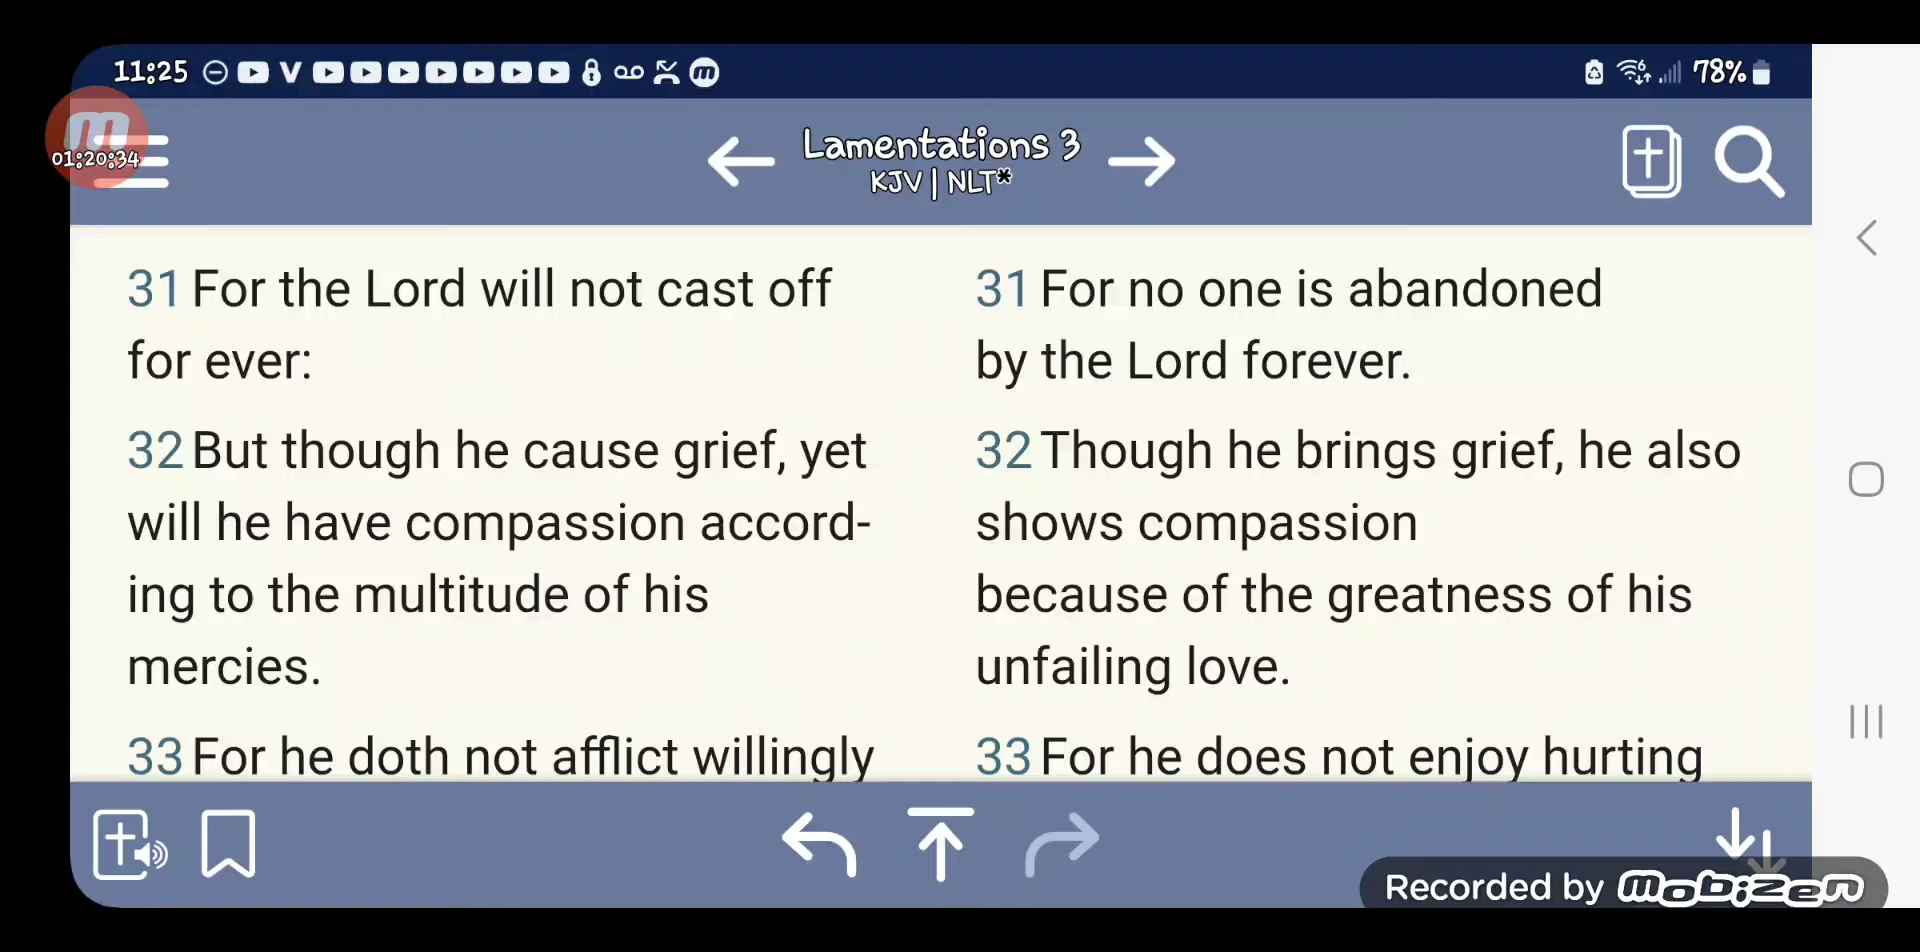 11:25
78%
01:20:34
Lamentations 3
KJV | NLT*
31 For the Lord will not cast off
for ever:
32 But though he cause grief, yet
will he have compassion accord-
ing to the multitude of his
mercies.
33 For he doth not afflict willingly
31 For no one is abandoned
by the Lord forever.
32 Though he brings grief, he also
shows compassion
because of the greatness of his
unfailing love.
33 For he does not enjoy hurting
Recorded by Mobizen